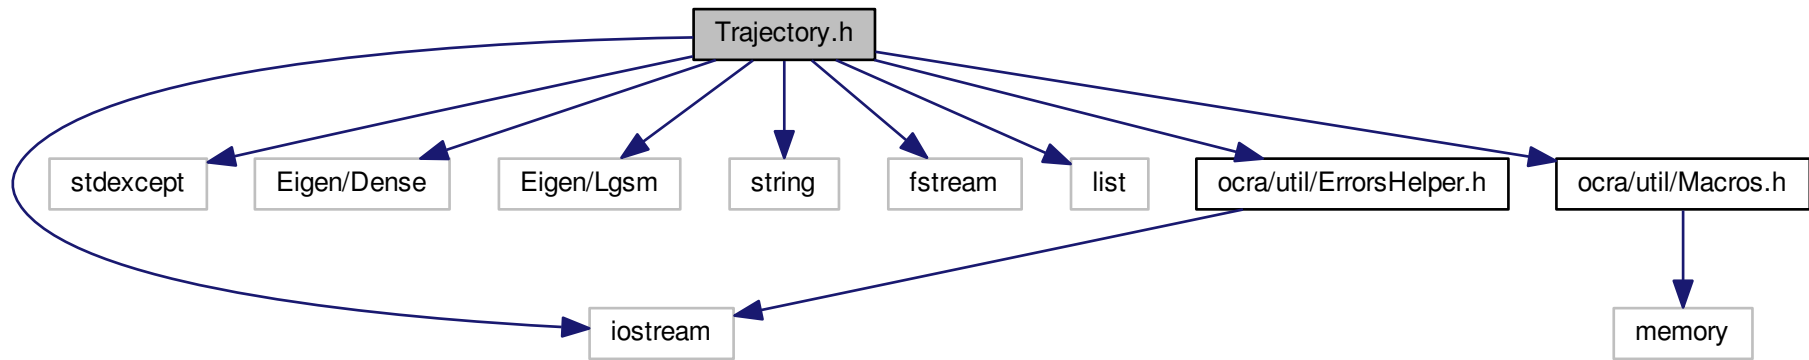 Trajectory.h
stdexcept
Eigen/Dense
Eigen/Lgsm
string
fstream
list
ocra/util/ErrorsHelper.h
ocra/util/Macros.h
iostream
memory